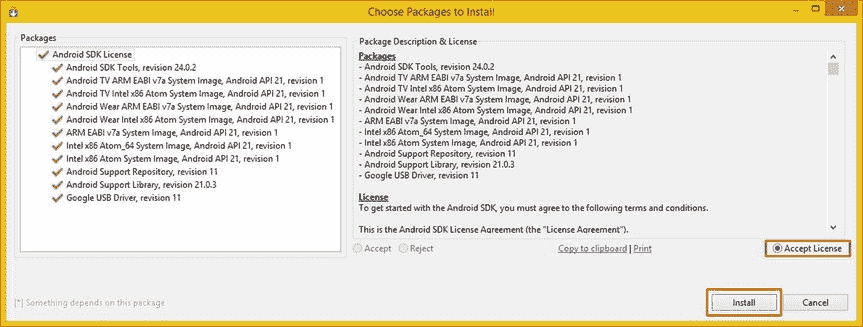 Choose Packages to Install
Packages
Android SDK License
Android SDK Tools, revision 24.0.2
Android TV ARM EABI v7a System Image, Android API 21, revision 1
Android TV Intel x86 Atom System Image, Android API 21, revision 1
Android Wear ARM EABI v7a System Image, Android API 21, revision 1
Android Wear Intel x86 Atom System Image, Android API 21, revision 1
ARM EABI v7a System Image, Android API 21, revision 1
Intel x86 Atom_64 System Image, Android API 21, revision 1
Intel x86 Atom System Image, Android API 21, revision 1
Android Support Repository, revision 11
Android Support Library, revision 21.0.3
Google USB Driver, revision 11
Package Description & License
Packages
- Android SDK Tools, revision 24.0.2
- Android TV ARM EABI v7a System Image, Android API 21, revision 1
- Android TV Intel x86 Atom System Image, Android API 21, revision 1
- Android Wear ARM EABI v7a System Image, Android API 21, revision 1
- Android Wear Intel x86 Atom System Image, Android API 21, revision 1
- ARM EABI v7a System Image, Android API 21, revision 1
- Intel x86 Atom_64 System Image, Android API 21, revision 1
- Intel x86 Atom System Image, Android API 21, revision 1
- Android Support Repository, revision 11
- Android Support Library, revision 21.0.3
- Google USB Driver, revision 11
License
To get started with the Android SDK, you must agree to the following terms and conditions.
This is the Android SDK License Agreement (the "License Agreement").
Accept Reject Copy to clipboard | Print Accept License
[*] Something depends on this package
Install Cancel